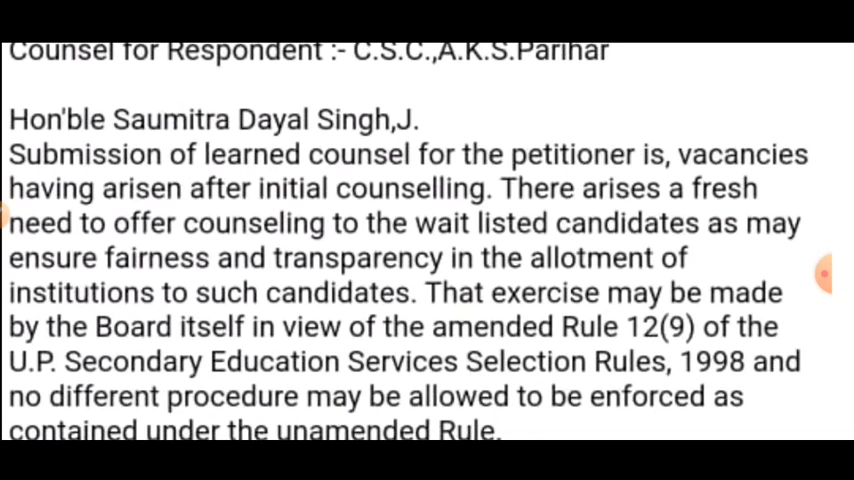 Counsel for Respondent :- C.S.C.,A.K.S.Parihar
Hon'ble Saumitra Dayal Singh,J.
Submission of learned counsel for the petitioner is, vacancies
having arisen after initial counselling. There arises a fresh
need to offer counseling to the wait listed candidates as may
ensure fairness and transparency in the allotment of
institutions to such candidates. That exercise may be made
by the Board itself in view of the amended Rule 12(9) of the
U.P. Secondary Education Services Selection Rules, 1998 and
no different procedure may be allowed to be enforced as
contained under the unamended Rule.